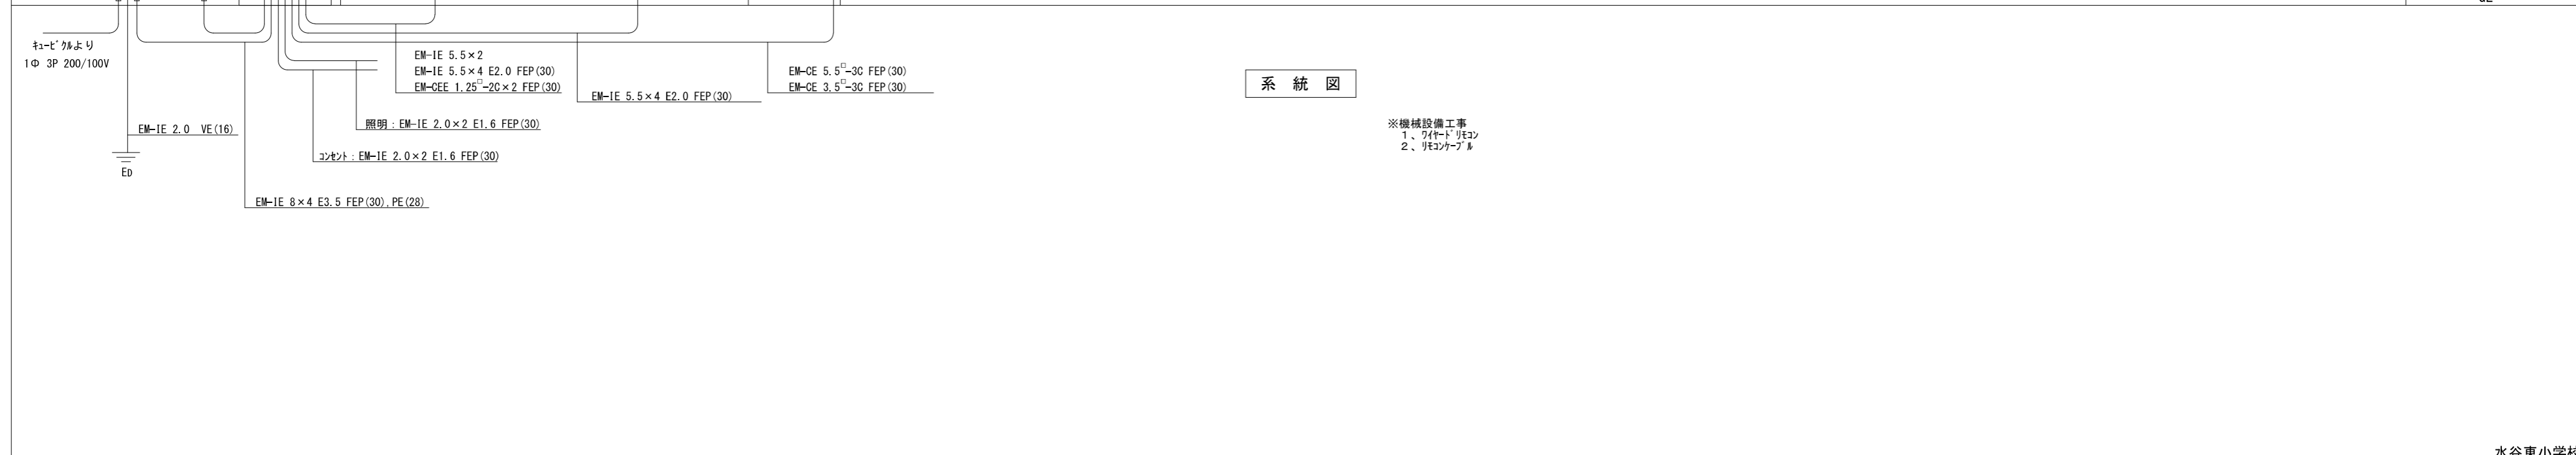 ｷｭｰﾋﾞｸﾙより
1Φ 3P 200/100V
EM-IE 5.5×2
EM-IE 5.5×4 E2.0 FEP(30)
EM-CEE 1.25□-2C×2 FEP(30)
EM-IE 5.5×4 E2.0 FEP(30)
EM-CE 5.5□-3C FEP(30)
EM-CE 3.5□-3C FEP(30)
系 統 図
EM-IE 2.0 VE(16)
照明：EM-IE 2.0×2 E1.6 FEP(30)
ｺﾝｾﾝﾄ：EM-IE 2.0×2 E1.6 FEP(30)
ED
EM-IE 8×4 E3.5 FEP(30),PE(28)
※機械設備工事
１、ﾜｲﾔｰﾄﾞﾘﾓｺﾝ
２、ﾘﾓｺﾝｹｰﾌﾞﾙ
水谷東小学校